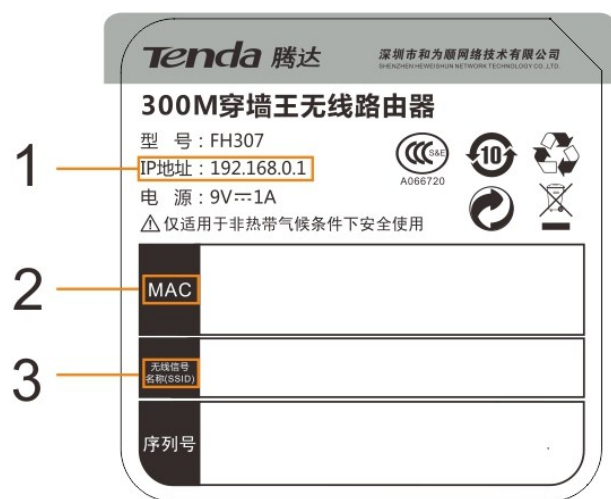 Tenda 腾达
深圳市和为顺网络技术有限公司
SHENZHEN HEWEISHUN NETWORK TECHNOLOGY CO.,LTD.
300M穿墙王无线路由器
型 号：FH307
1
IP地址：192.168.0.1
电 源：9V⎓1A
仅适用于非热带气候条件下安全使用
CCC S&E
A066720
10
2
MAC
3
无线信号
名称(SSID)
序列号